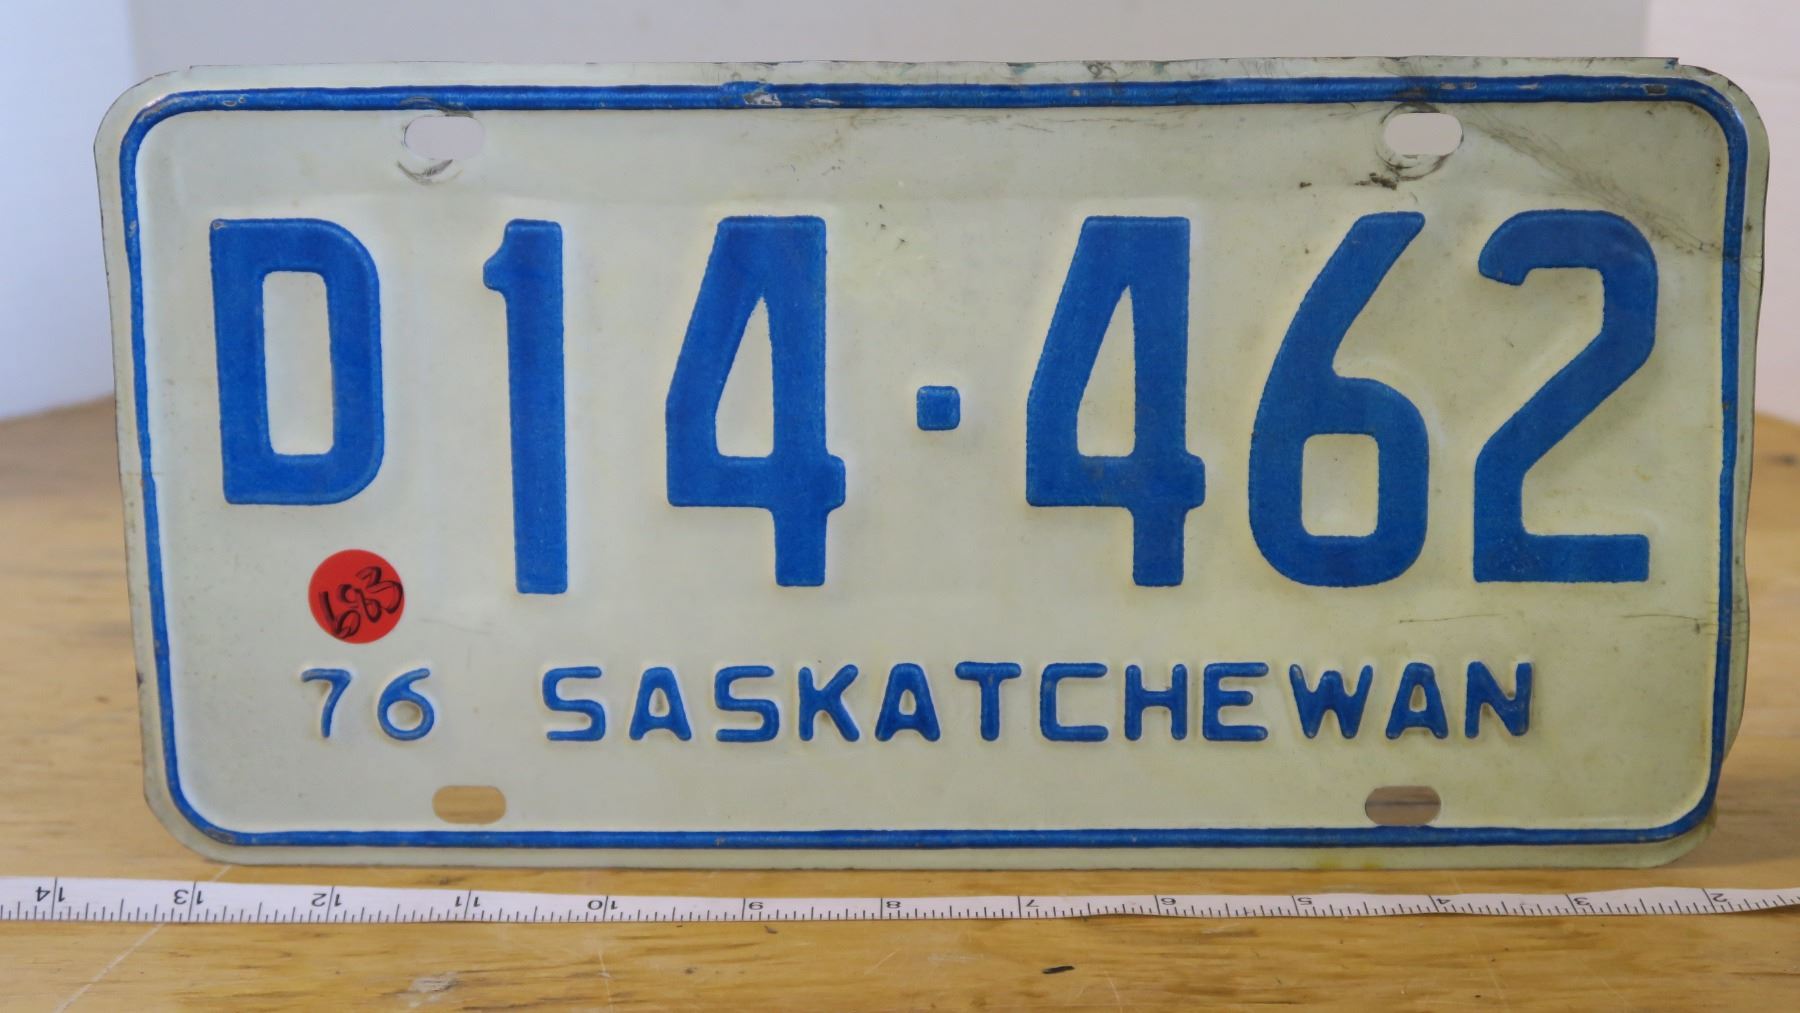 D14·462
683
76 SASKATCHEWAN
14 13 12 11 10 9 8 7 6 5 4 3 2